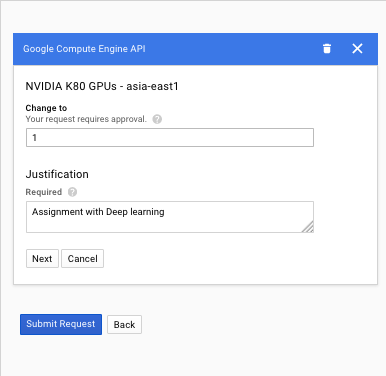 Google Compute Engine API
NVIDIA K80 GPUs - asia-east1
Change to
Your request requires approval. ?
1
Justification
Required ?
Assignment with Deep learning
Next Cancel
Submit Request Back